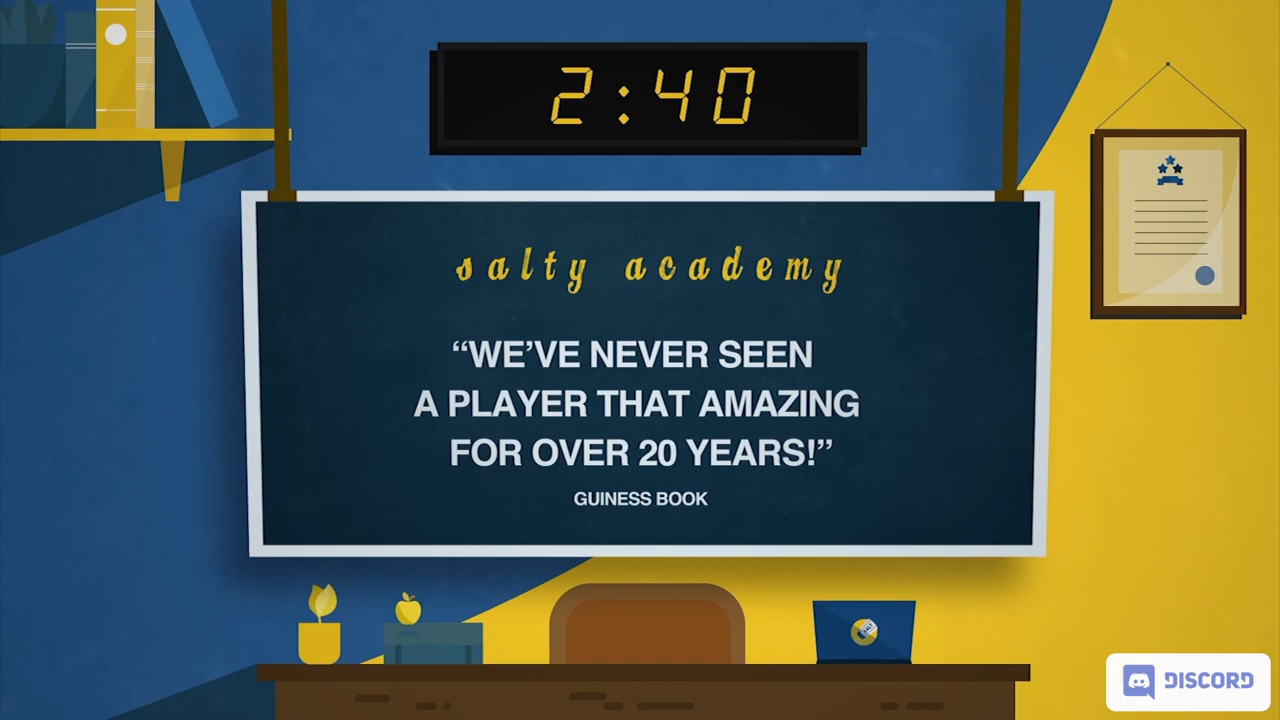 2:40
salty academy
“WE’VE NEVER SEEN
A PLAYER THAT AMAZING
FOR OVER 20 YEARS!”
GUINESS BOOK
DISCORD